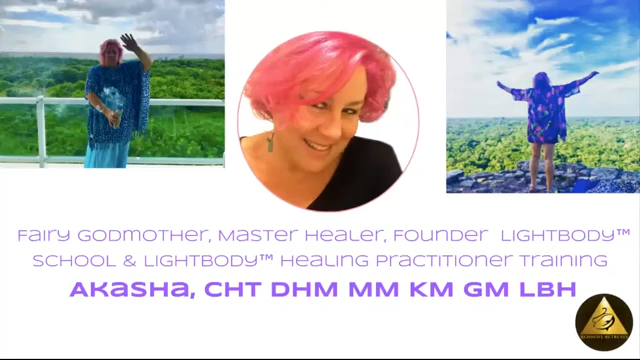 Fairy Godmother, Master Healer, Founder LIGHTBODY™
SCHOOL & LIGHTBODY™ Healing Practitioner Training
Akasha, CHT DHM MM KM GM LBH